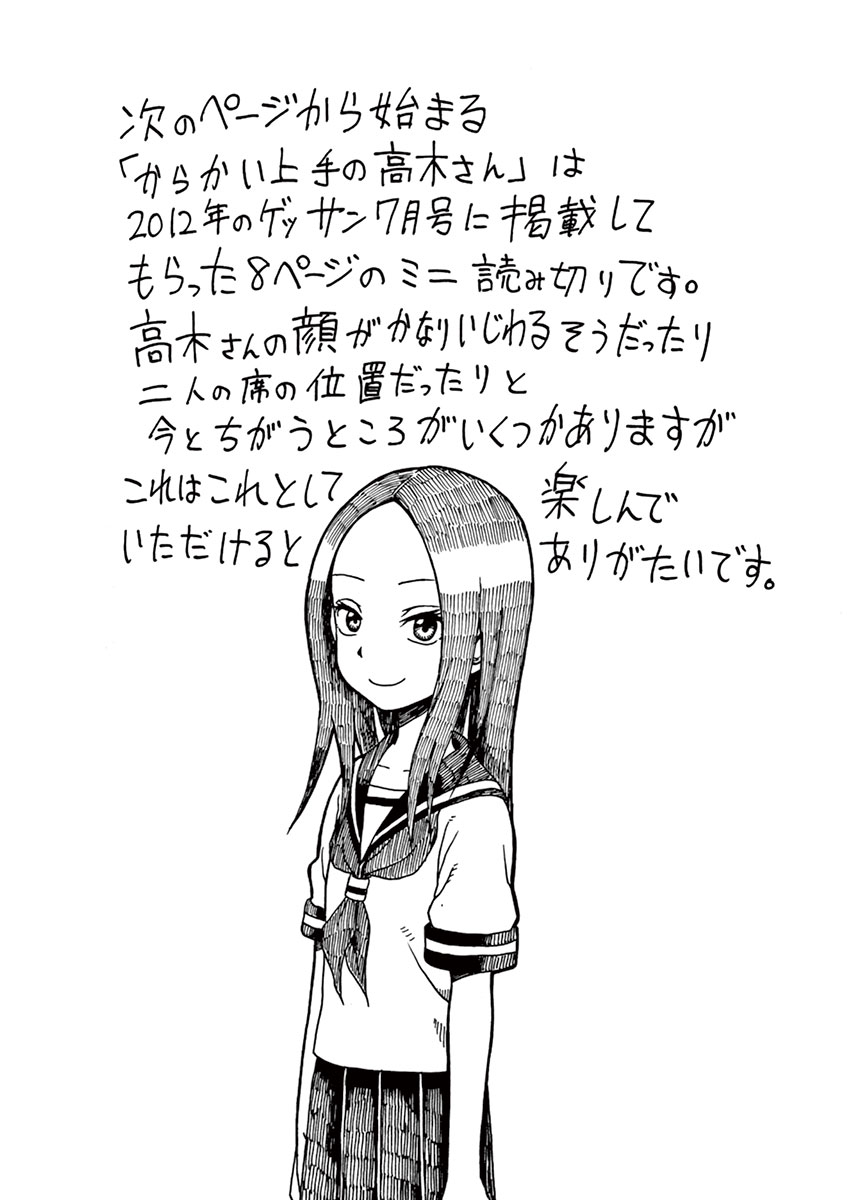 次のページから始まる
「からかい上手の高木さん」は
2012年のゲッサン7月号に掲載して
もらった8ページのミニ読み切りです。
高木さんの顔がかなりいじわるそうだったり
二人の席の位置だったりと
今とちがうところがいくつかありますが
これはこれとして楽しんで
いただけるとありがたいです。